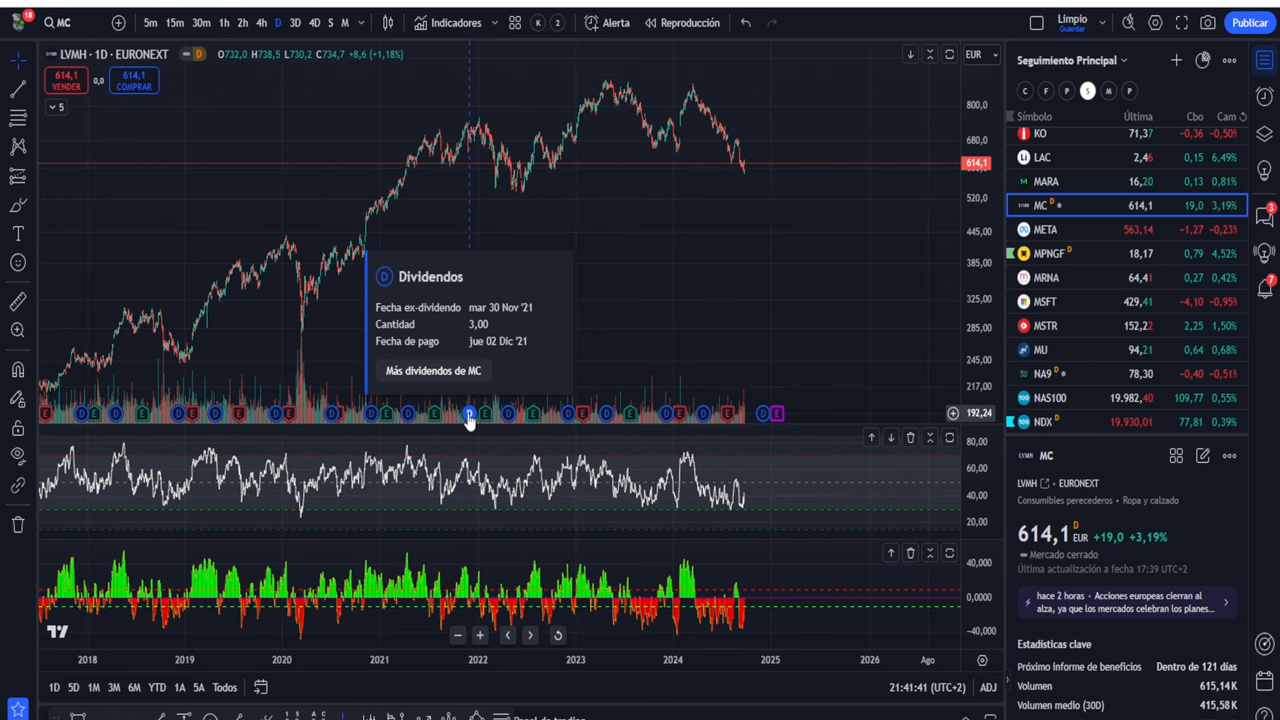 18
MC
5m 15m 30m 1h 2h 4h D 3D 4D S M
Indicadores
K 2
Alerta
Reproducción
Limpio
Guardar
Publicar
LVMH · 1D · EURONEXT
D
O732,0 H738,5 L730,2 C734,7 +8,6 (+1,18%)
614,1
VENDER
0,0
614,1
COMPRAR
5
EUR
800,0
680,0
614,1
520,0
445,00
385,00
325,00
285,00
245,00
217,00
192,24
D Dividendos
Fecha ex-dividendo mar 30 Nov '21
Cantidad 3,00
Fecha de pago jue 02 Dic '21
Más dividendos de MC
80,00
60,00
40,00
20,00
40,000
0,0000
-40,000
2018 2019 2020 2021 2022 2023 2024 2025 2026 Ago
1D 5D 1M 3M 6M YTD 1A 5A Todos
21:41:41 (UTC+2) ADJ
Seguimiento Principal
C F P S M P
Símbolo Última Cbo Cam
KO 71,37 -0,36 -0,50%
LAC 2,46 0,15 6,49%
MARA 16,20 0,13 0,81%
MC D 614,1 19,0 3,19%
META 563,14 -1,27 -0,23%
MPNGF D 18,17 0,79 4,52%
MRNA 64,41 0,27 0,42%
MSFT 429,41 -4,10 -0,95%
MSTR 152,22 2,25 1,50%
MU 94,21 0,64 0,68%
NA9 D 78,30 -0,40 -0,51%
NAS100 19.982,40 109,77 0,55%
NDX D 19.930,01 77,81 0,39%
MC
LVMH · EURONEXT
Consumibles perecederos · Ropa y calzado
614,1 D EUR +19,0 +3,19%
Mercado cerrado
Última actualización a fecha 17:39 UTC+2
hace 2 horas · Acciones europeas cierran al
alza, ya que los mercados celebran los planes...
Estadísticas clave
Próximo informe de beneficios Dentro de 121 días
Volumen 615,14K
Volumen medio (30D) 415,58K
3
7